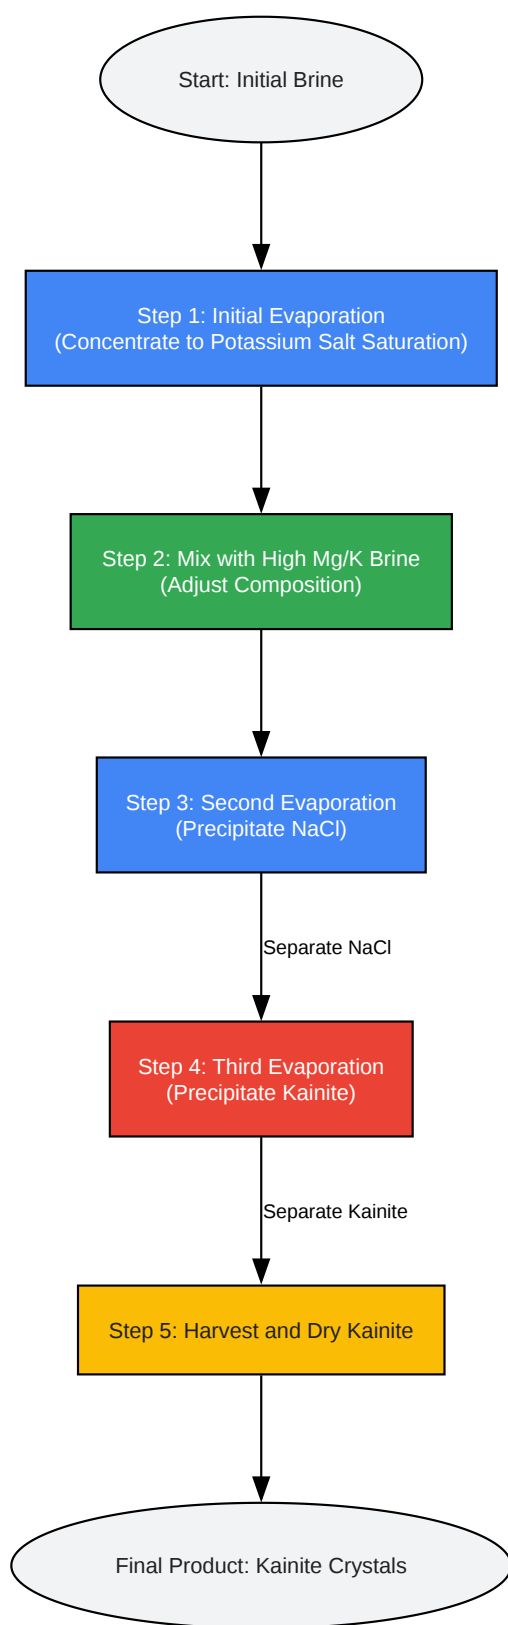 Start: Initial Brine
Step 1: Initial Evaporation
(Concentrate to Potassium Salt Saturation)
Step 2: Mix with High Mg/K Brine
(Adjust Composition)
Step 3: Second Evaporation
(Precipitate NaCl)
Separate NaCl
Step 4: Third Evaporation
(Precipitate Kainite)
Separate Kainite
Step 5: Harvest and Dry Kainite
Final Product: Kainite Crystals